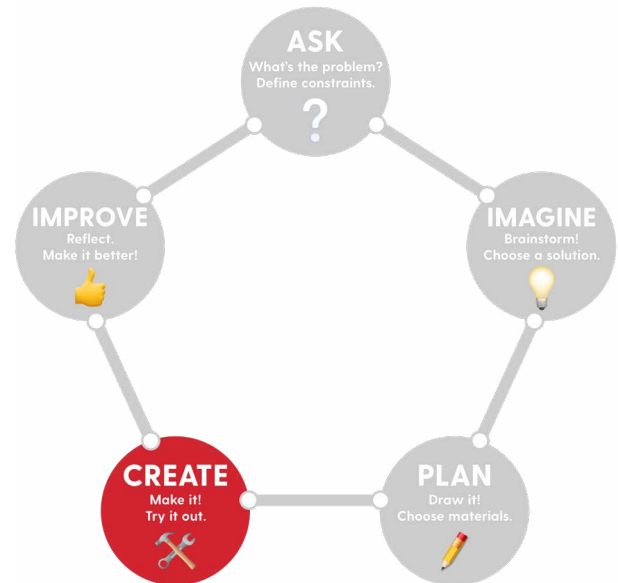 ASK
What's the problem?
Define constraints.
?
IMPROVE
Reflect.
Make it better!
IMAGINE
Brainstorm!
Choose a solution.
CREATE
Make it!
Try it out.
PLAN
Draw it!
Choose materials.